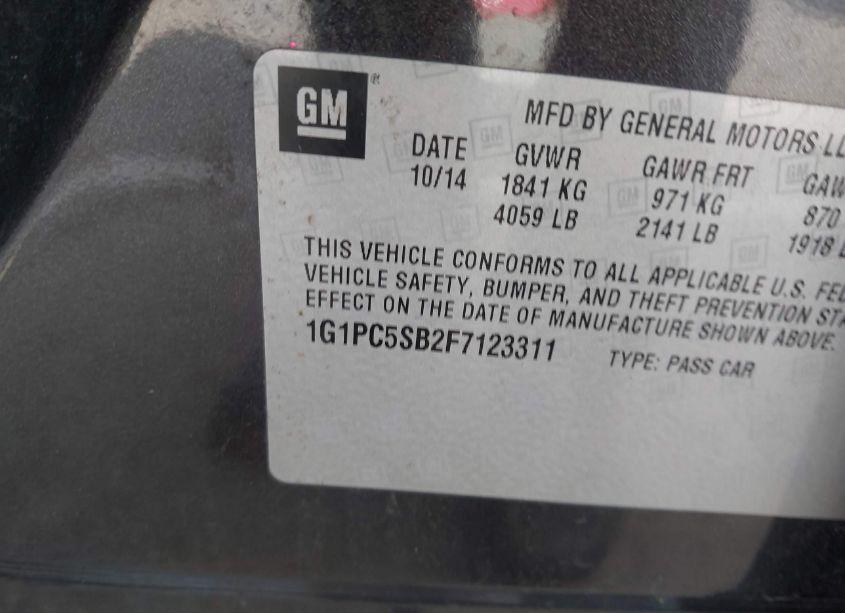 GM ®
MFD BY GENERAL MOTORS
DATE GVWR GAWR FRT
10/14 1841 KG 971 KG 870
4059 LB 2141 LB 1918
THIS VEHICLE CONFORMS TO ALL APPLICABLE U.S.
VEHICLE SAFETY, BUMPER, AND THEFT PREVENTION
EFFECT ON THE DATE OF MANUFACTURE SHOWN ABOVE.
1G1PC5SB2F7123311 TYPE: PASS CAR